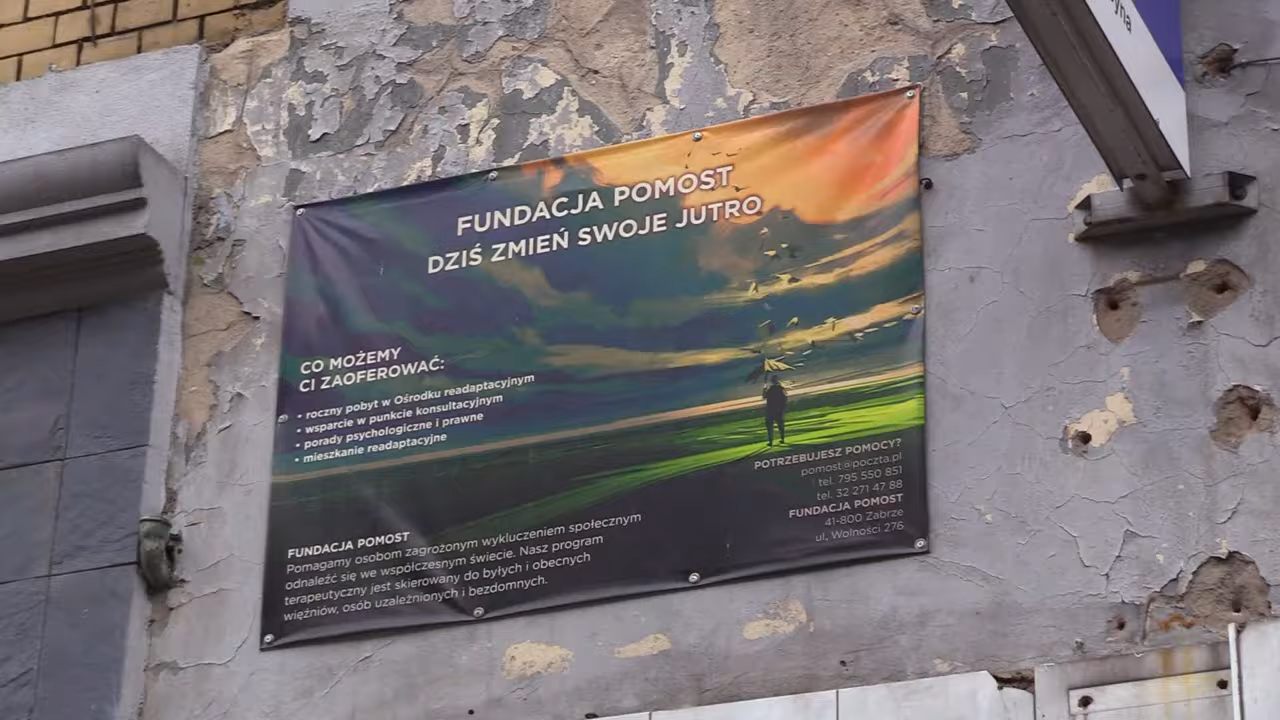 FUNDACJA POMOST
DZIŚ ZMIEŃ SWOJE JUTRO
CO MOŻEMY
CI ZAOFEROWAĆ:
• roczny pobyt w Ośrodku readaptacyjnym
• wsparcie w punkcie konsultacyjnym
• porady psychologiczne i prawne
• mieszkanie readaptacyjne
POTRZEBUJESZ POMOCY?
pomost@poczta.pl
tel. 795 550 851
tel. 32 271 47 88
FUNDACJA POMOST
41-800 Zabrze
ul. Wolności 276
FUNDACJA POMOST
Pomagamy osobom zagrożonym wykluczeniem społecznym
odnaleźć się we współczesnym świecie. Nasz program
terapeutyczny jest skierowany do byłych i obecnych
więźniów, osób uzależnionych i bezdomnych.